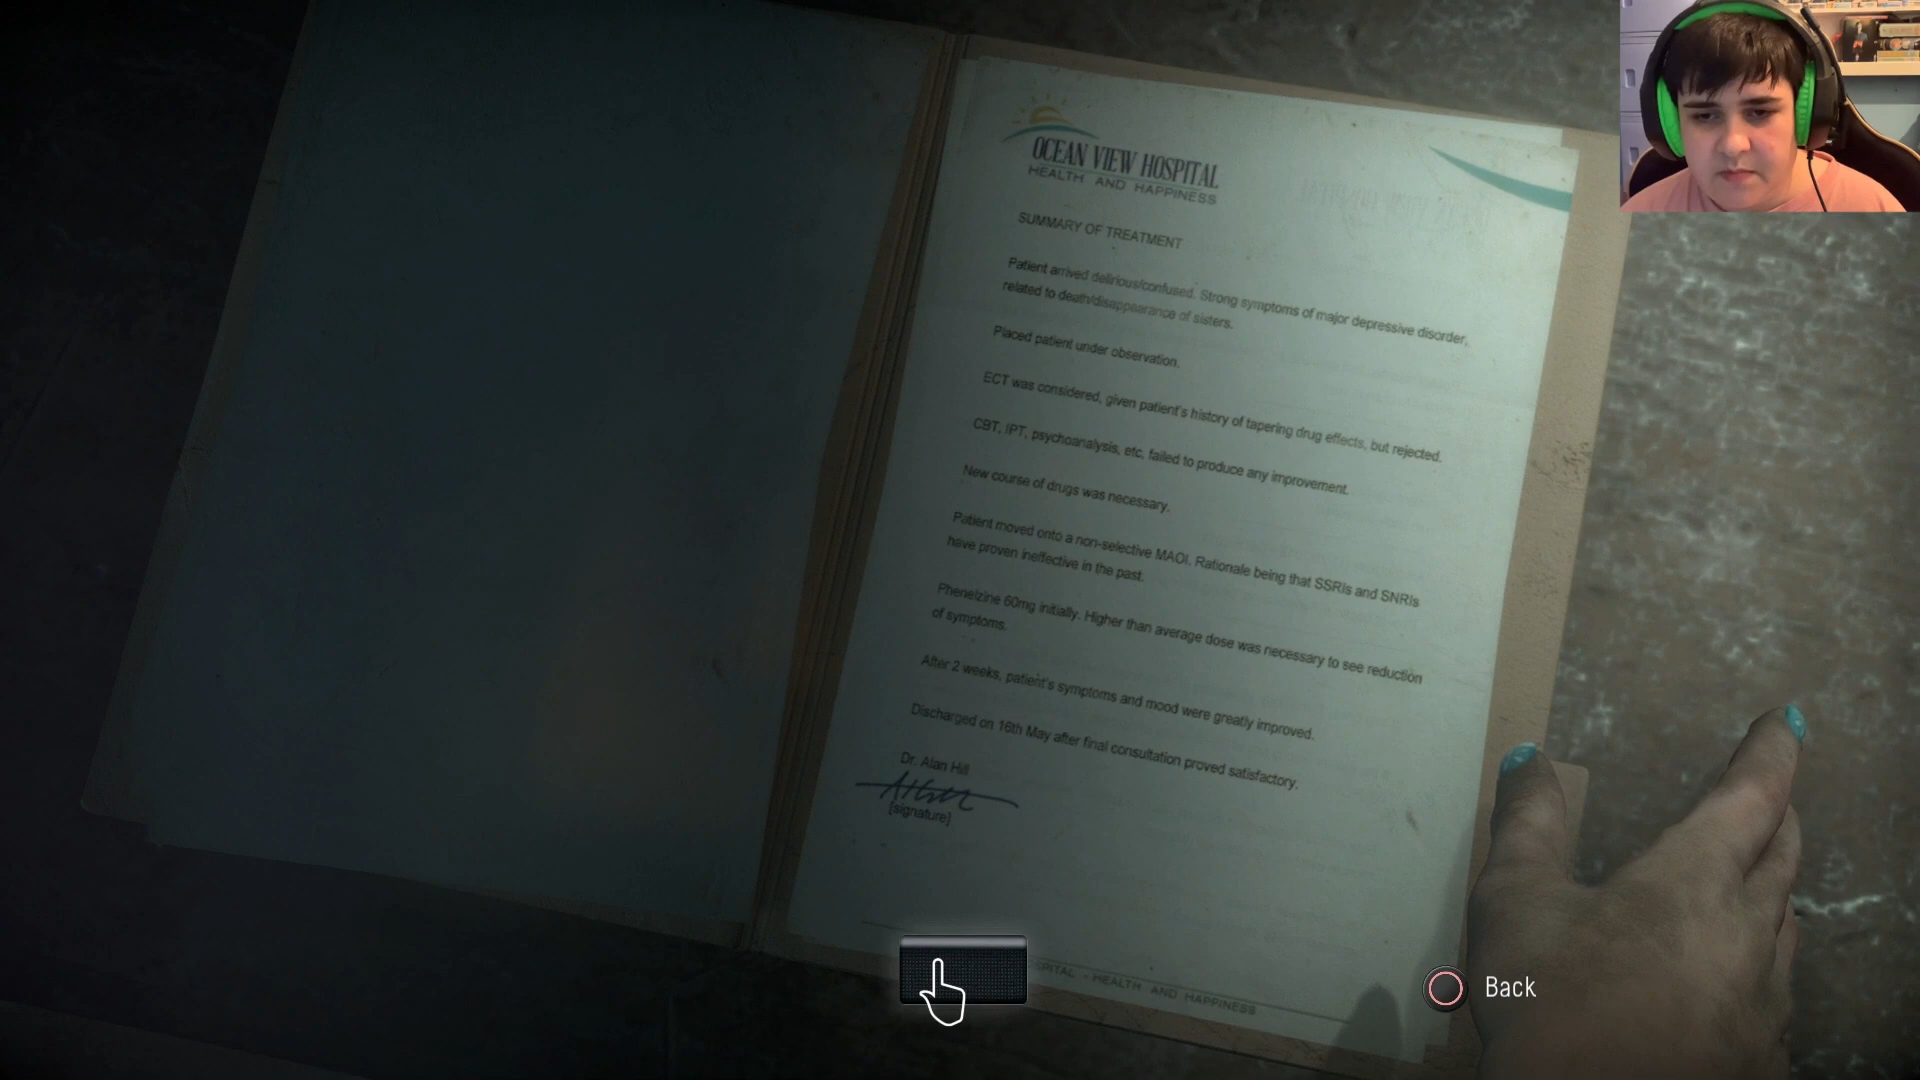 OCEAN VIEW HOSPITAL
HEALTH AND HAPPINESS
SUMMARY OF TREATMENT
Patient arrived delirious/confused. Strong symptoms of major depressive disorder,
related to death/disappearance of sisters.
Placed patient under observation.
ECT was considered, given patient's history of tapering drug effects, but rejected.
CBT, IPT, psychoanalysis, etc, failed to produce any improvement.
New course of drugs was necessary.
Patient moved onto a non-selective MAOI. Rationale being that SSRIs and SNRIs
have proven ineffective in the past.
Phenelzine 60mg initially. Higher than average dose was necessary to see reduction
of symptoms.
After 2 weeks, patient's symptoms and mood were greatly improved.
Discharged on 16th May after final consultation proved satisfactory.
Dr. Alan Hill
AHill
[signature]
- HEALTH AND HAPPINESS
Back